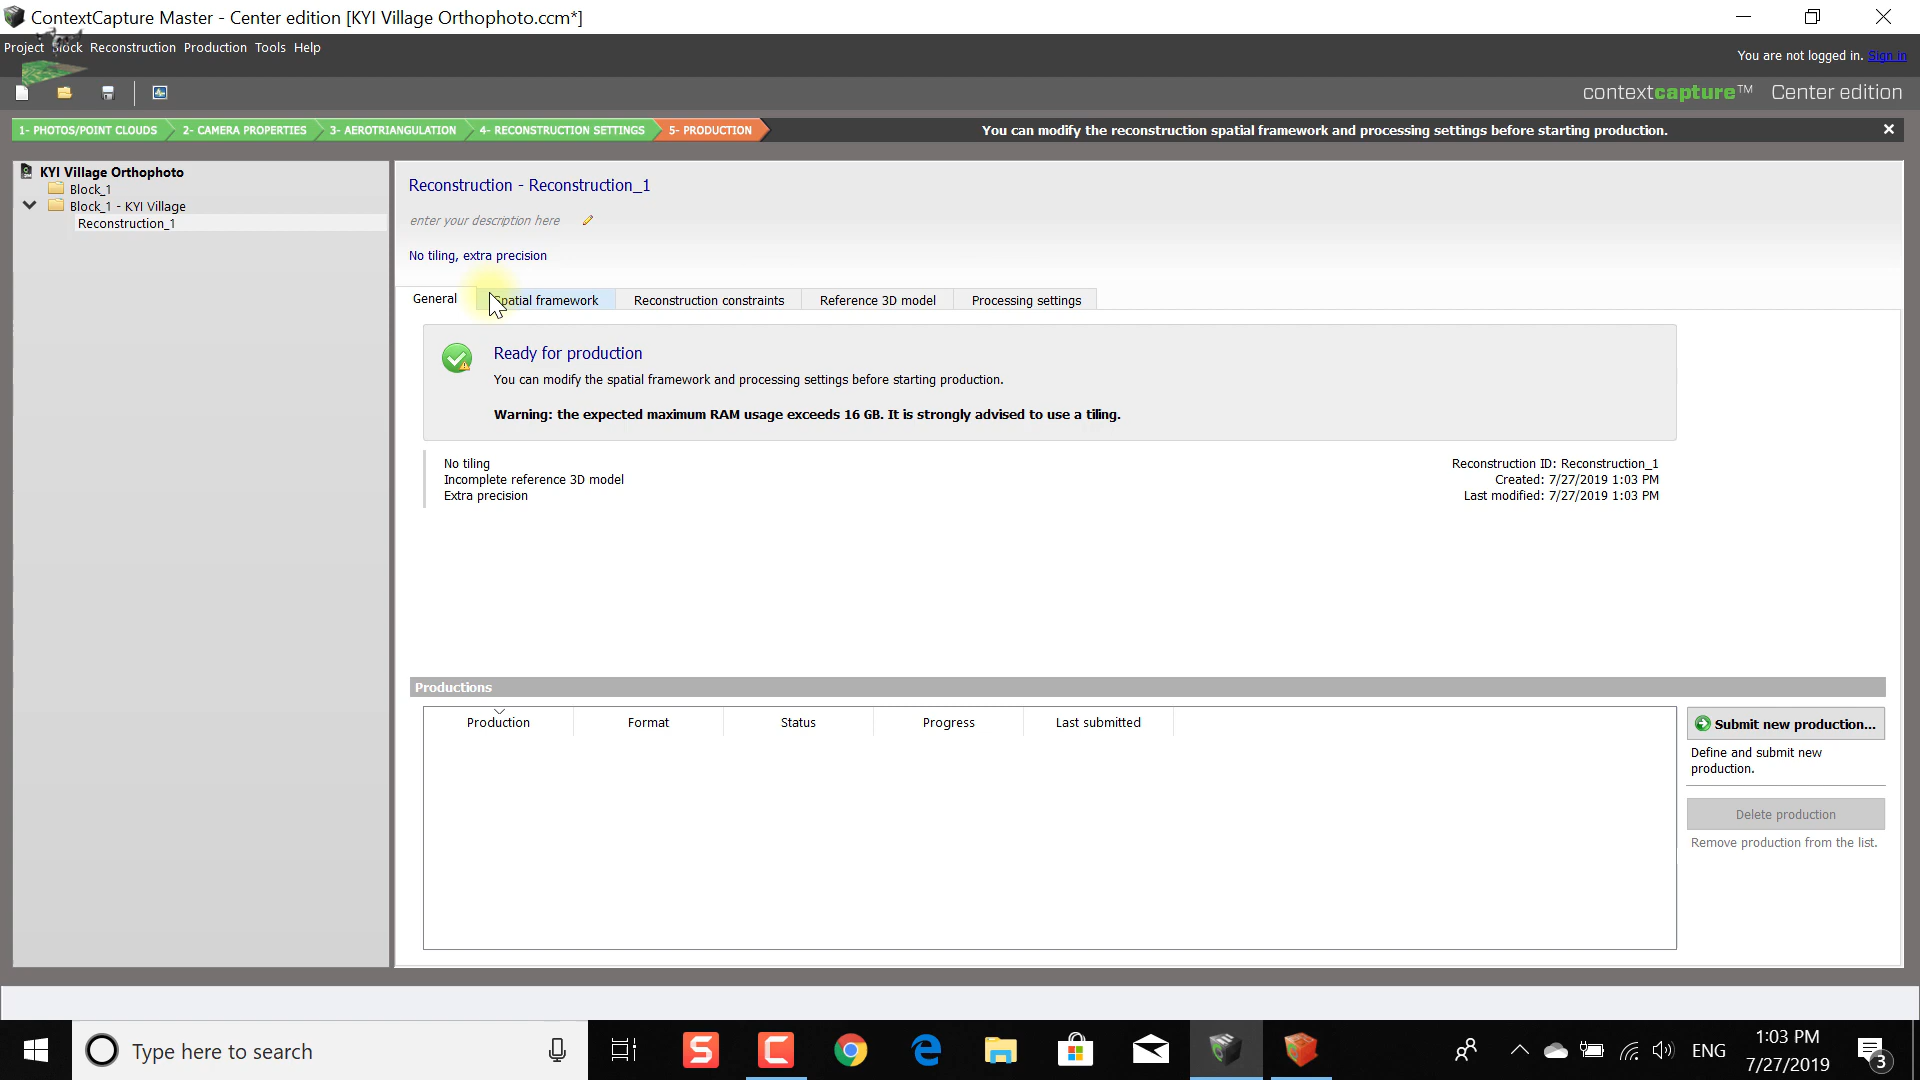 ContextCapture Master - Center edition [KYI Village Orthophoto.ccm*]
Project Block Reconstruction Production Tools Help
You are not logged in. Sign in
contextcapture™ Center edition
1- PHOTOS/POINT CLOUDS 2- CAMERA PROPERTIES 3- AEROTRIANGULATION 4- RECONSTRUCTION SETTINGS 5- PRODUCTION
You can modify the reconstruction spatial framework and processing settings before starting production.
KYI Village Orthophoto
Block_1
Block_1 - KYI Village
Reconstruction_1
Reconstruction - Reconstruction_1
enter your description here
No tiling, extra precision
General Spatial framework Reconstruction constraints Reference 3D model Processing settings
Ready for production
You can modify the spatial framework and processing settings before starting production.
Warning: the expected maximum RAM usage exceeds 16 GB. It is strongly advised to use a tiling.
No tiling
Incomplete reference 3D model
Extra precision
Reconstruction ID: Reconstruction_1
Created: 7/27/2019 1:03 PM
Last modified: 7/27/2019 1:03 PM
Productions
Production Format Status Progress Last submitted
Submit new production...
Define and submit new
production.
Delete production
Remove production from the list.
Type here to search
ENG
1:03 PM
7/27/2019
3